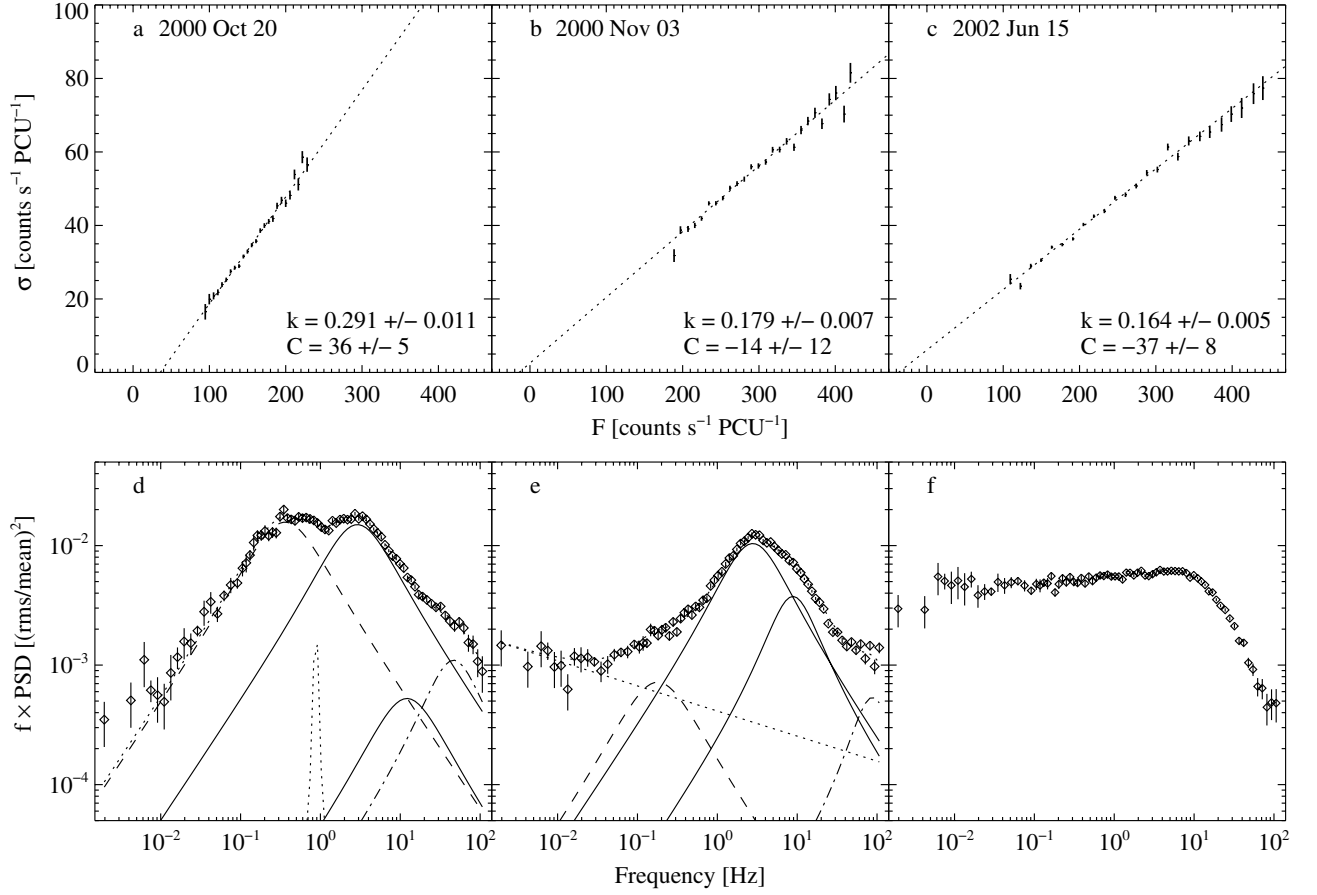 a 2000 Oct 20
b 2000 Nov 03
c 2002 Jun 15
100
80
60
40
20
0
σ [counts s⁻¹ PCU⁻¹]
k = 0.291 +/− 0.011
C = 36 +/− 5
k = 0.179 +/− 0.007
C = −14 +/− 12
k = 0.164 +/− 0.005
C = −37 +/− 8
0 100 200 300 400
0 100 200 300 400
0 100 200 300 400
F [counts s⁻¹ PCU⁻¹]
d
e
f
10⁻²
10⁻³
10⁻⁴
f × PSD [(rms/mean)²]
10⁻² 10⁻¹ 10⁰ 10¹ 10²
10⁻² 10⁻¹ 10⁰ 10¹ 10²
10⁻² 10⁻¹ 10⁰ 10¹ 10²
Frequency [Hz]